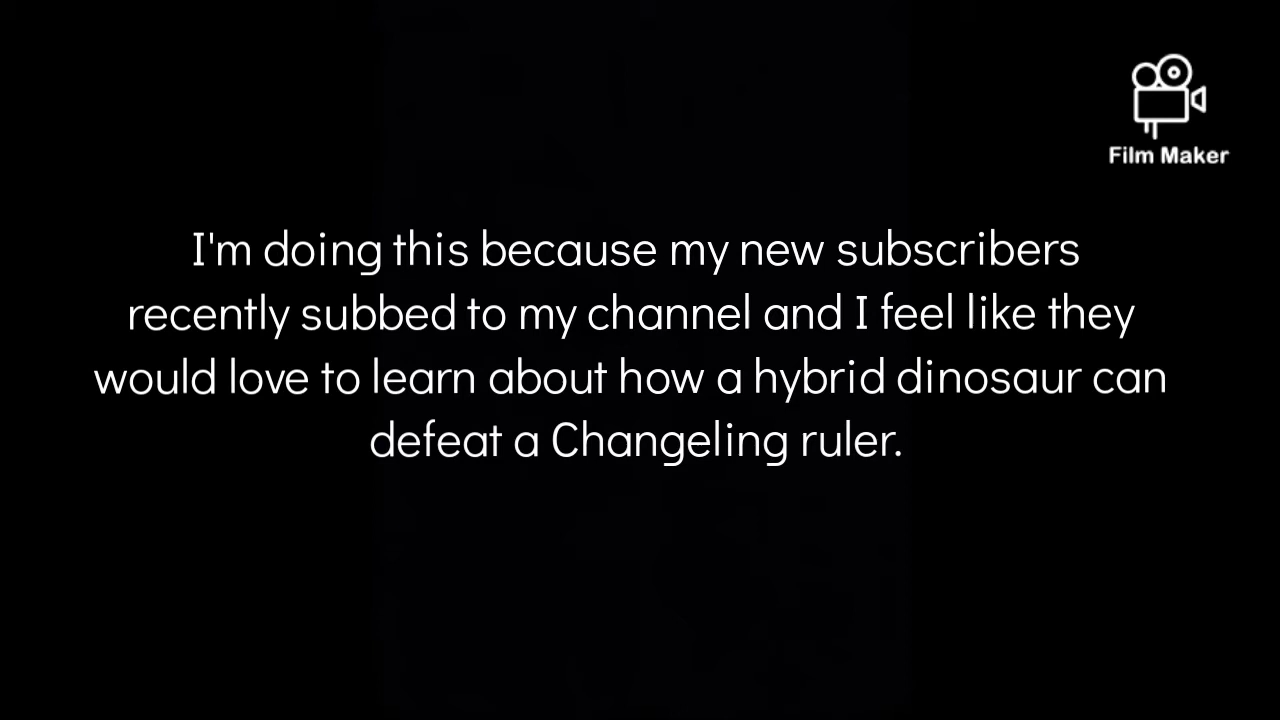 Film Maker
I'm doing this because my new subscribers
recently subbed to my channel and I feel like they
would love to learn about how a hybrid dinosaur can
defeat a Changeling ruler.